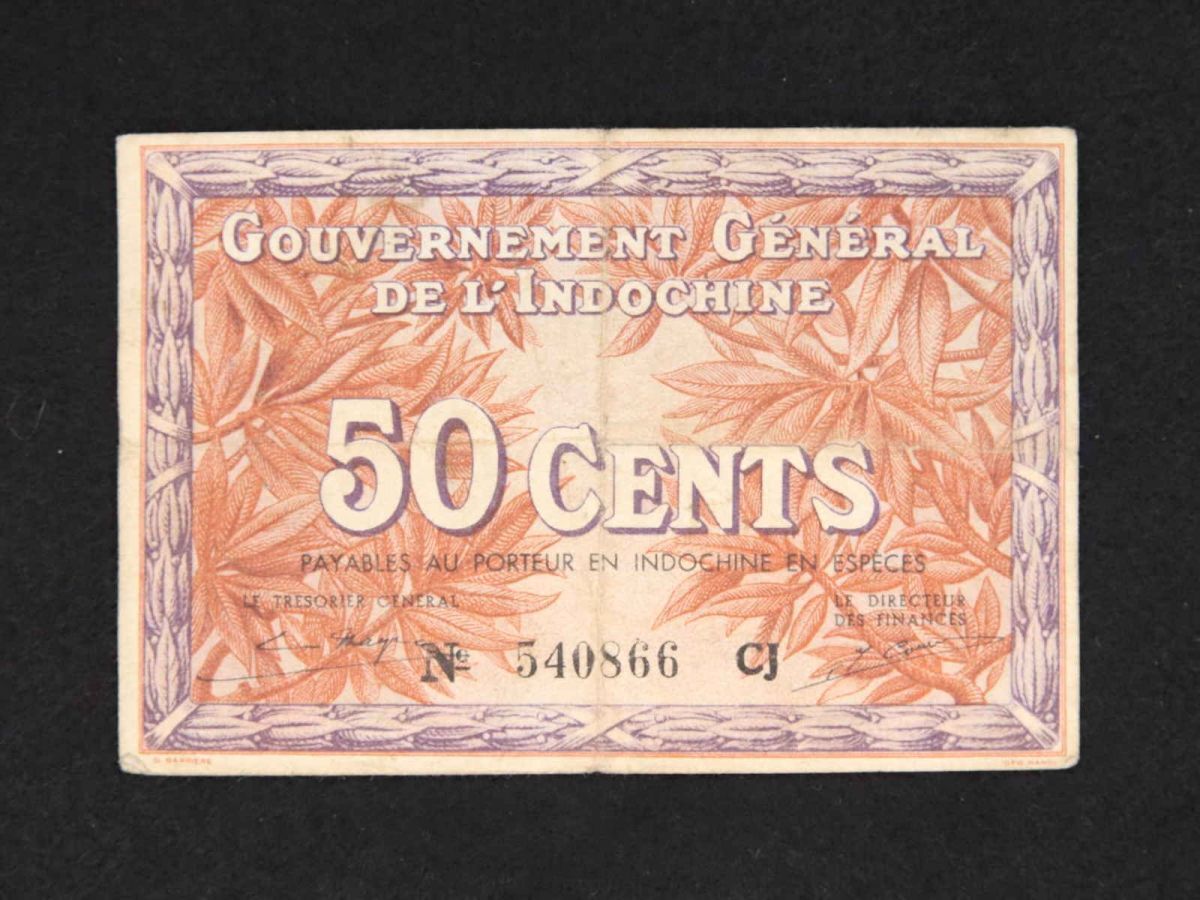 GOUVERNEMENT GÉNÉRAL
DE L'INDOCHINE
50 CENTS
PAYABLES AU PORTEUR EN INDOCHINE EN ESPÈCES
LE TRESORIER GENERAL
LE DIRECTEUR
DES FINANCES
Nº 540866 CJ